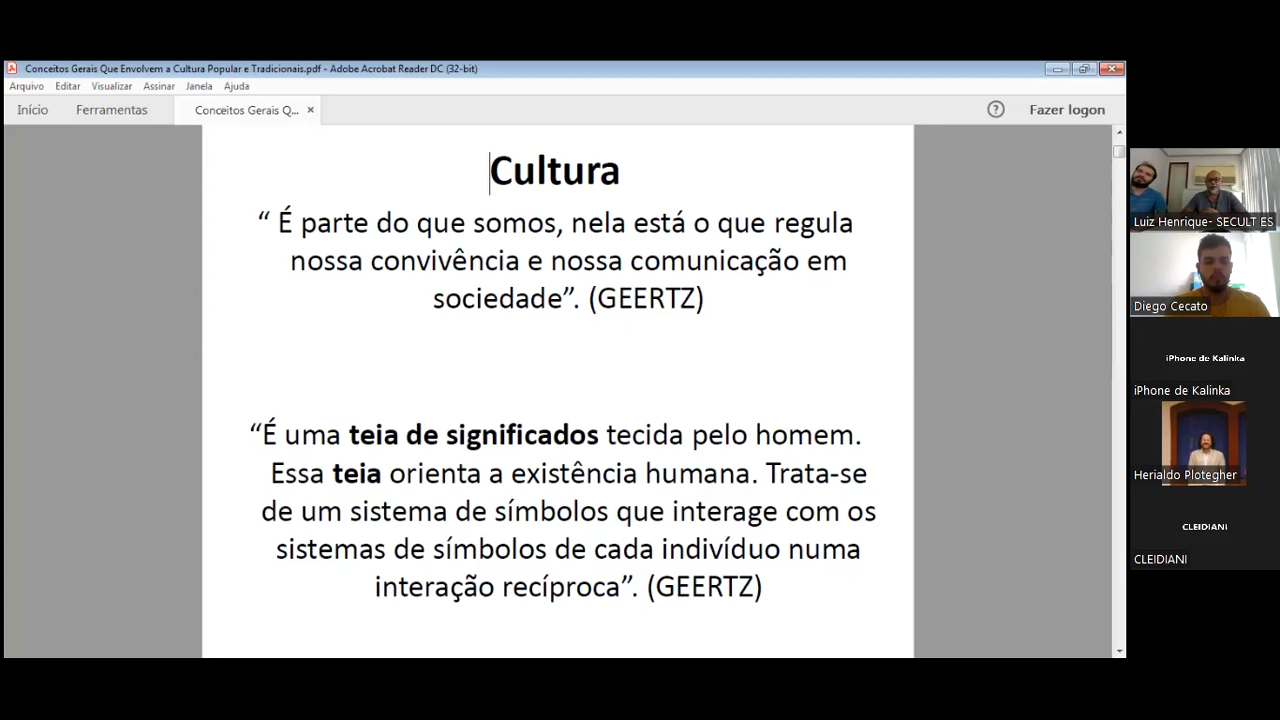 Conceitos Gerais Que Envolvem a Cultura Popular e Tradicionais.pdf - Adobe Acrobat Reader DC (32-bit)
Arquivo Editar Visualizar Assinar Janela Ajuda
Início Ferramentas Conceitos Gerais Q... × ? Fazer logon
Cultura
“ É parte do que somos, nela está o que regula
nossa convivência e nossa comunicação em
sociedade”. (GEERTZ)
“É uma teia de significados tecida pelo homem.
Essa teia orienta a existência humana. Trata-se
de um sistema de símbolos que interage com os
sistemas de símbolos de cada indivíduo numa
interação recíproca”. (GEERTZ)
Luiz Henrique- SECULT ES
Diego Cecato
iPhone de Kalinka
iPhone de Kalinka
Herialdo Plotegher
CLEIDIANI
CLEIDIANI